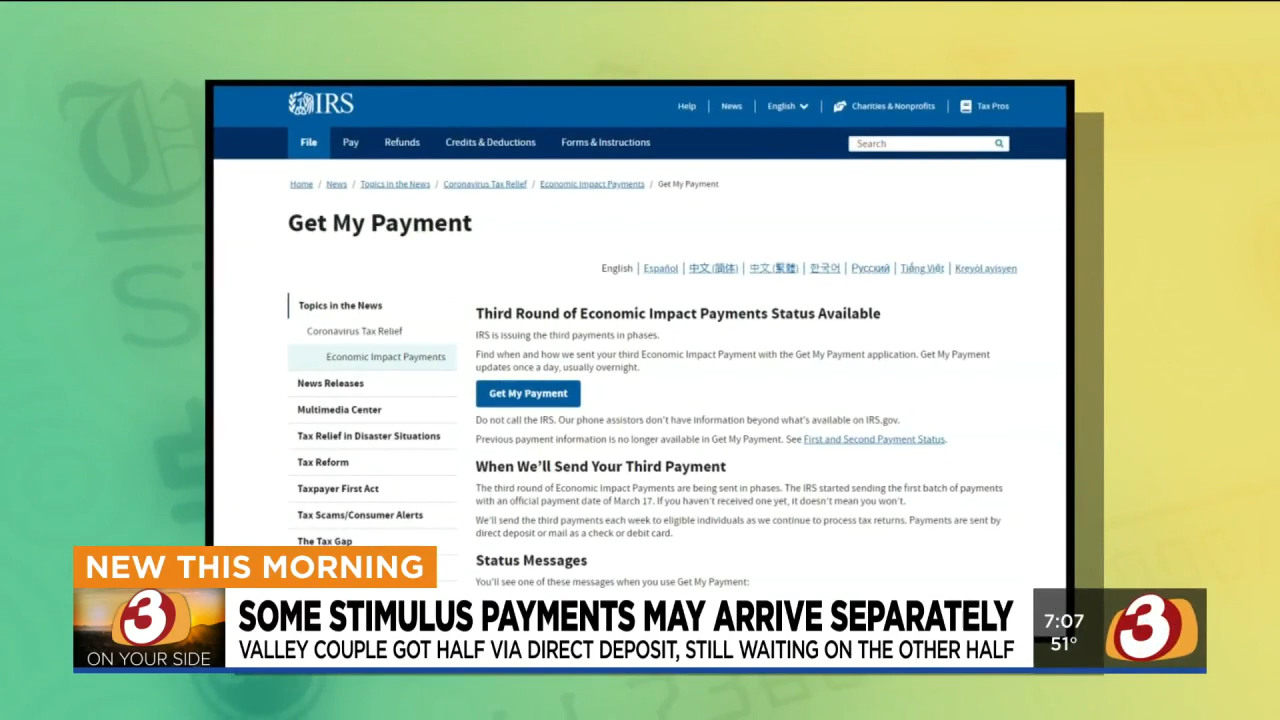 IRS
Help
News
English
Charities & Nonprofits
Tax Pros
File
Pay
Refunds
Credits & Deductions
Forms & Instructions
Search
Home / News / Topics in the News / Coronavirus Tax Relief / Economic Impact Payments / Get My Payment
Get My Payment
English | Español | 中文 (简体) | 中文 (繁體) | 한국어 | Русский | Tiếng Việt | Kreyòl ayisyen
Topics in the News
Coronavirus Tax Relief
Economic Impact Payments
News Releases
Multimedia Center
Tax Relief in Disaster Situations
Tax Reform
Taxpayer First Act
Tax Scams/Consumer Alerts
The Tax Gap
Third Round of Economic Impact Payments Status Available
IRS is issuing the third payments in phases.
Find when and how we sent your third Economic Impact Payment with the Get My Payment application. Get My Payment
updates once a day, usually overnight.
Get My Payment
Do not call the IRS. Our phone assistors don't have information beyond what's available on IRS.gov.
Previous payment information is no longer available in Get My Payment. See First and Second Payment Status.
When We'll Send Your Third Payment
The third round of Economic Impact Payments are being sent in phases. The IRS started sending the first batch of payments
with an official payment date of March 17. If you haven't received one yet, it doesn't mean you won't.
We'll send the third payments each week to eligible individuals as we continue to process tax returns. Payments are sent by
direct deposit or mail as a check or debit card.
Status Messages
You'll see one of these messages when you use Get My Payment:
NEW THIS MORNING
3
ON YOUR SIDE
SOME STIMULUS PAYMENTS MAY ARRIVE SEPARATELY
VALLEY COUPLE GOT HALF VIA DIRECT DEPOSIT, STILL WAITING ON THE OTHER HALF
7:07
51°
3